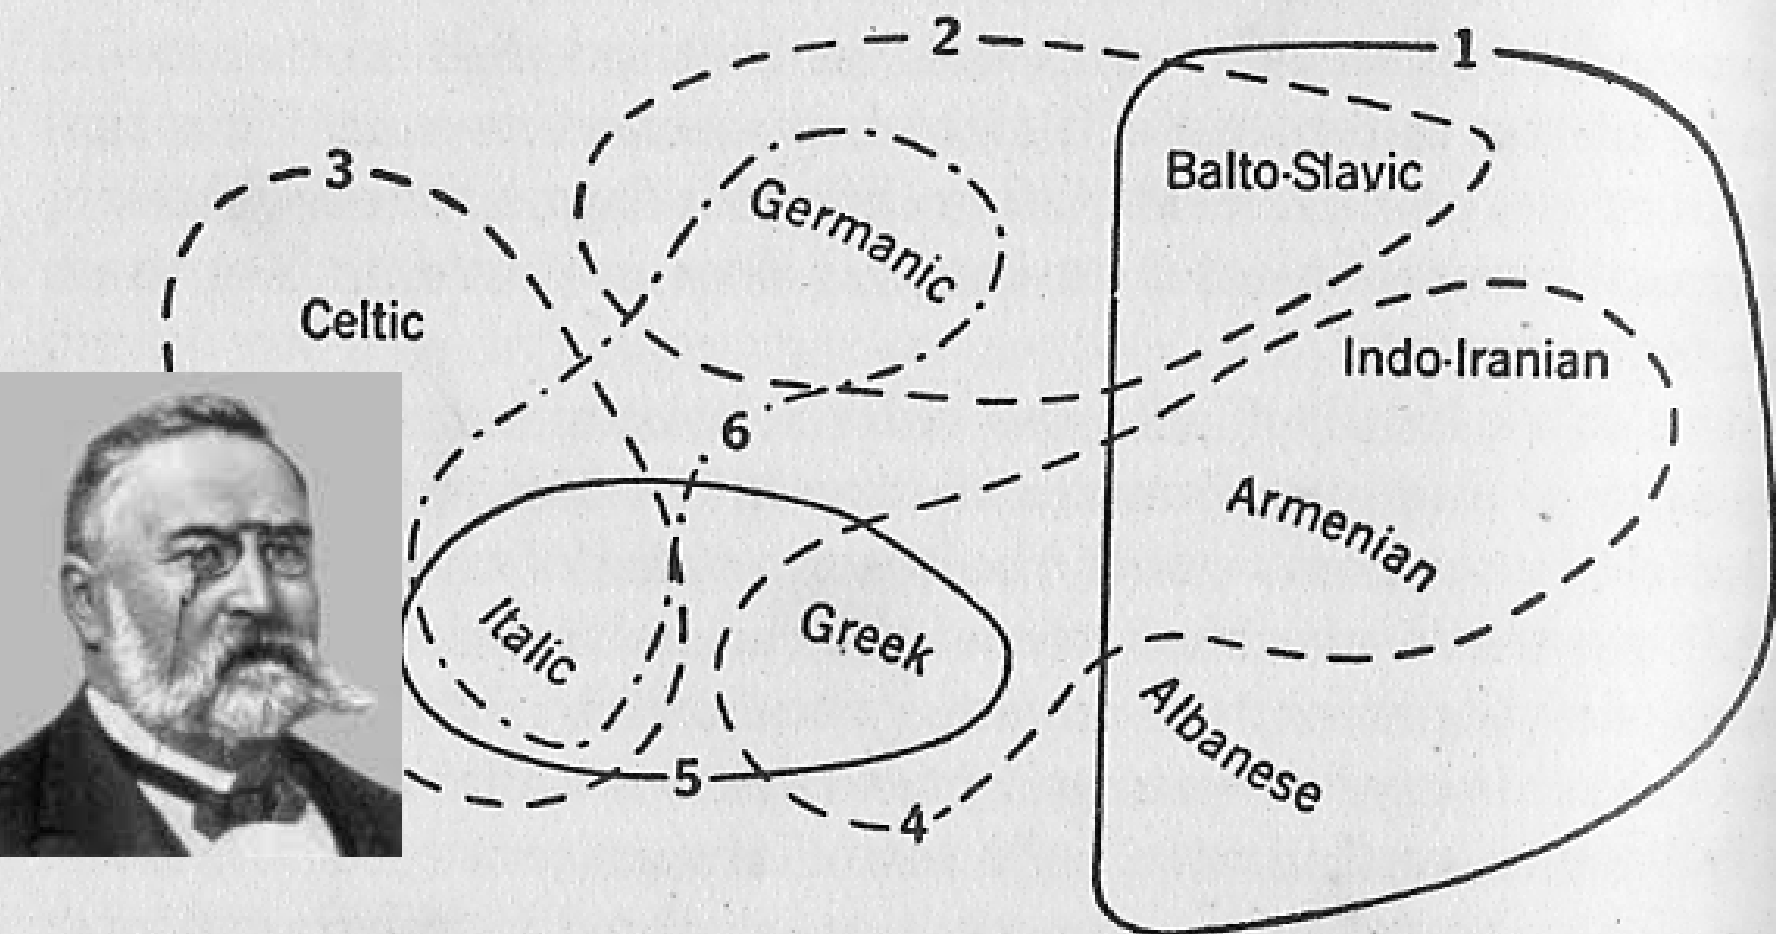 2
1
3
Balto-Slavic
Germanic
Celtic
Indo-Iranian
6
Armenian
Italic
Greek
Albanese
5
4